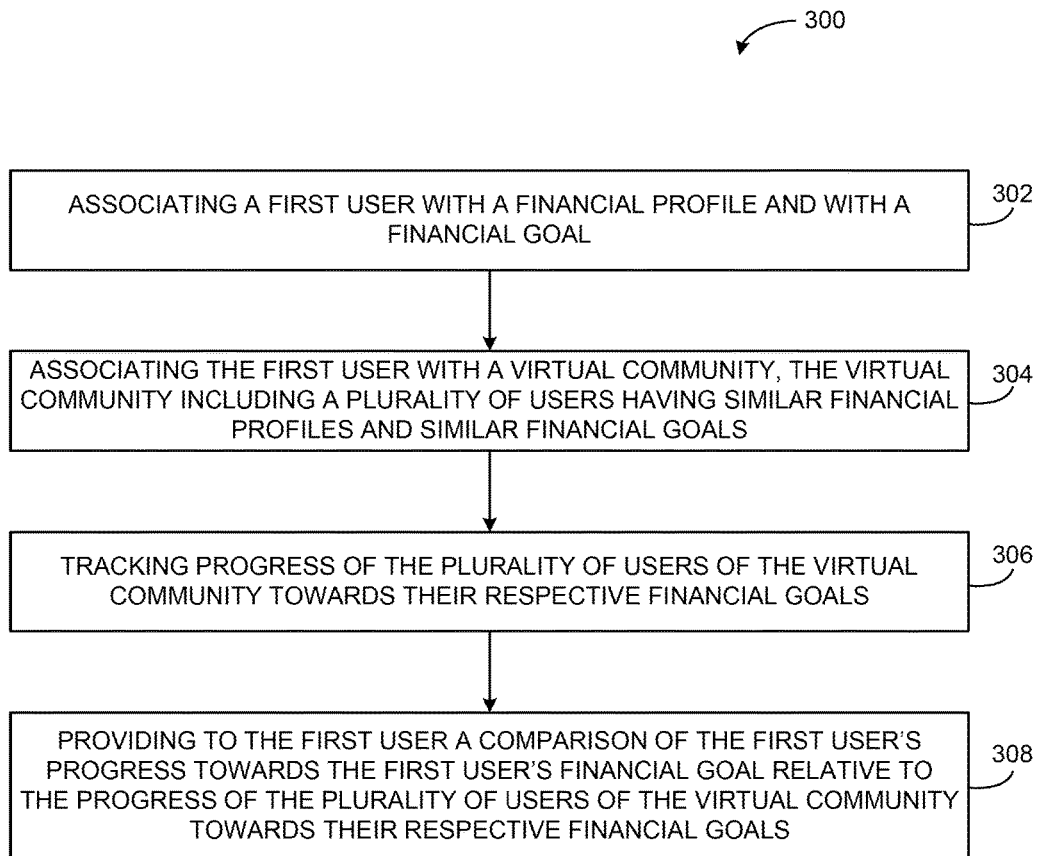 300
ASSOCIATING A FIRST USER WITH A FINANCIAL PROFILE AND WITH A
FINANCIAL GOAL
302
ASSOCIATING THE FIRST USER WITH A VIRTUAL COMMUNITY, THE VIRTUAL
COMMUNITY INCLUDING A PLURALITY OF USERS HAVING SIMILAR FINANCIAL
PROFILES AND SIMILAR FINANCIAL GOALS
304
TRACKING PROGRESS OF THE PLURALITY OF USERS OF THE VIRTUAL
COMMUNITY TOWARDS THEIR RESPECTIVE FINANCIAL GOALS
306
PROVIDING TO THE FIRST USER A COMPARISON OF THE FIRST USER'S
PROGRESS TOWARDS THE FIRST USER'S FINANCIAL GOAL RELATIVE TO
THE PROGRESS OF THE PLURALITY OF USERS OF THE VIRTUAL COMMUNITY
TOWARDS THEIR RESPECTIVE FINANCIAL GOALS
308